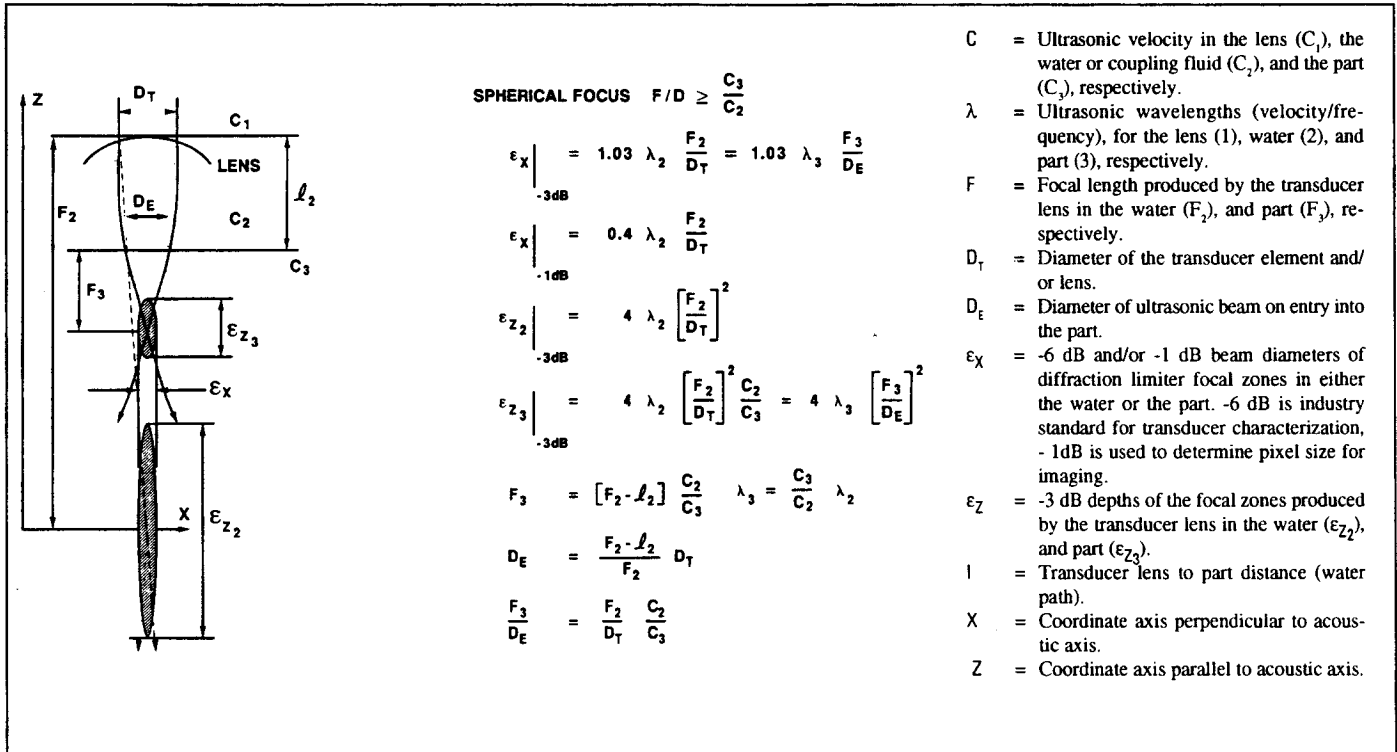 Z
D_T
C_1
LENS
F_2
ℓ_2
D_E
C_2
C_3
F_3
ε_Z_3
ε_X
X
ε_Z_2
SPHERICAL FOCUS F/D ≥ C_3/C_2
ε_X |_-3dB = 1.03 λ_2 F_2/D_T = 1.03 λ_3 F_3/D_E
ε_X |_-1dB = 0.4 λ_2 F_2/D_T
ε_Z_2 |_-3dB = 4 λ_2 [F_2/D_T]^2
ε_Z_3 |_-3dB = 4 λ_2 [F_2/D_T]^2 C_2/C_3 = 4 λ_3 [F_3/D_E]^2
F_3 = [F_2-ℓ_2] C_2/C_3 λ_3 = C_3/C_2 λ_2
D_E = F_2-ℓ_2/F_2 D_T
F_3/D_E = F_2/D_T C_2/C_3
C = Ultrasonic velocity in the lens (C_1), the
water or coupling fluid (C_2), and the part
(C_3), respectively.
λ = Ultrasonic wavelengths (velocity/fre-
quency), for the lens (1), water (2), and
part (3), respectively.
F = Focal length produced by the transducer
lens in the water (F_2), and part (F_3), re-
spectively.
D_T = Diameter of the transducer element and/
or lens.
D_E = Diameter of ultrasonic beam on entry into
the part.
ε_X = -6 dB and/or -1 dB beam diameters of
diffraction limiter focal zones in either
the water or the part. -6 dB is industry
standard for transducer characterization,
- 1dB is used to determine pixel size for
imaging.
ε_Z = -3 dB depths of the focal zones produced
by the transducer lens in the water (ε_Z_2),
and part (ε_Z_3).
l = Transducer lens to part distance (water
path).
X = Coordinate axis perpendicular to acous-
tic axis.
Z = Coordinate axis parallel to acoustic axis.